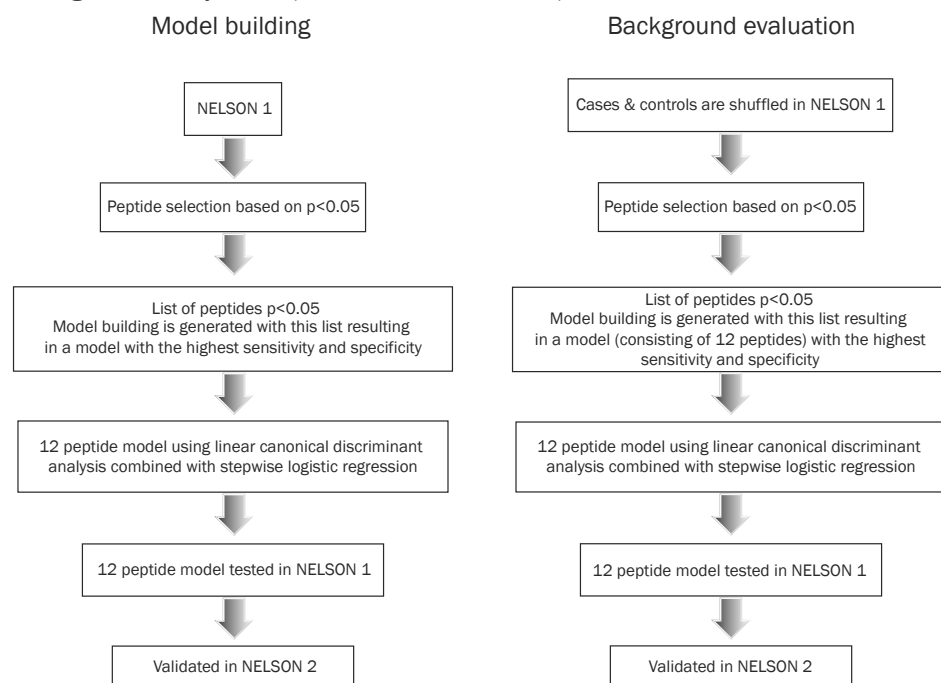 Model building
NELSON 1
Peptide selection based on p<0.05
List of peptides p<0.05
Model building is generated with this list resulting
in a model with the highest sensitivity and specificity
12 peptide model using linear canonical discriminant
analysis combined with stepwise logistic regression
12 peptide model tested in NELSON 1
Validated in NELSON 2
Background evaluation
Cases & controls are shuffled in NELSON 1
Peptide selection based on p<0.05
List of peptides p<0.05
Model building is generated with this list resulting
in a model (consisting of 12 peptides) with the highest
sensitivity and specificity
12 peptide model using linear canonical discriminant
analysis combined with stepwise logistic regression
12 peptide model tested in NELSON 1
Validated in NELSON 2